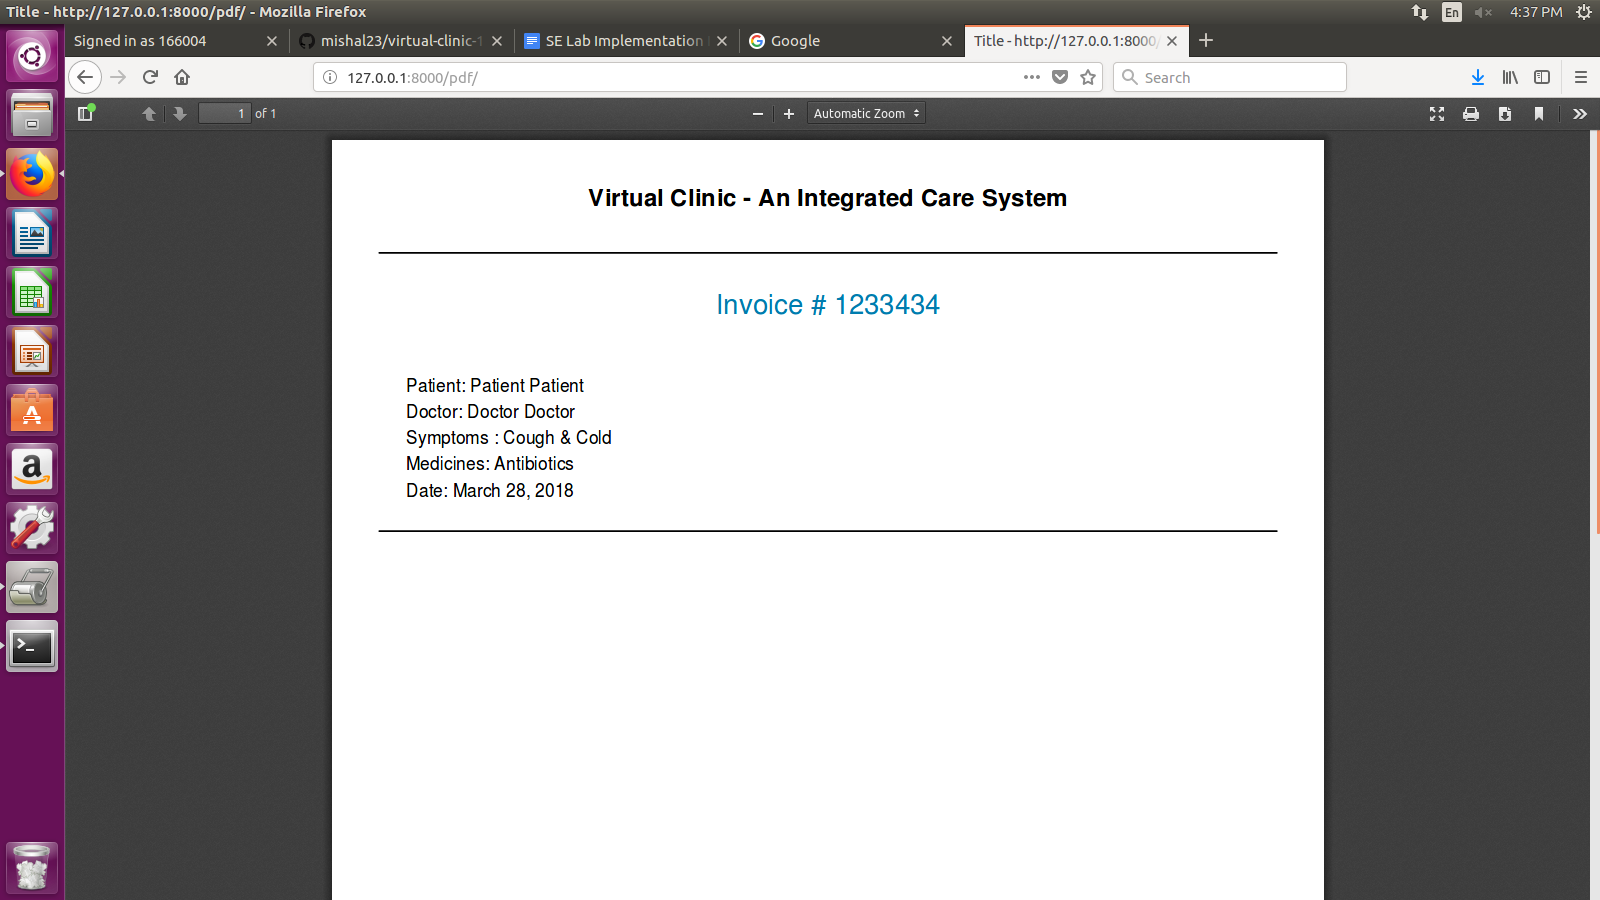 Title - http://127.0.0.1:8000/pdf/ - Mozilla Firefox
En
4:37 PM
Signed in as 166004
mishal23/virtual-clinic-1
SE Lab Implementation
Google
Title - http://127.0.0.1:8000/
127.0.0.1:8000/pdf/
Search
1 of 1
Automatic Zoom
Virtual Clinic - An Integrated Care System
Invoice # 1233434
Patient: Patient Patient
Doctor: Doctor Doctor
Symptoms : Cough & Cold
Medicines: Antibiotics
Date: March 28, 2018